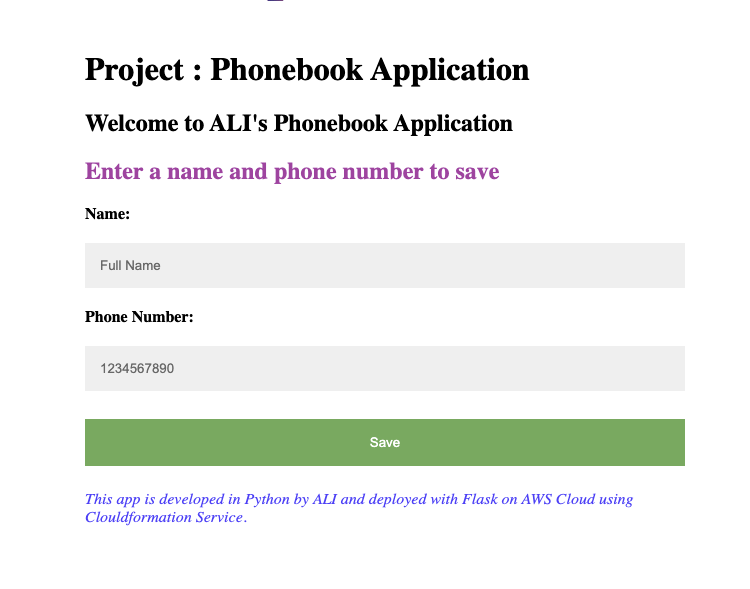 Project : Phonebook Application
Welcome to ALI's Phonebook Application
Enter a name and phone number to save
Name:
Full Name
Phone Number:
1234567890
Save
This app is developed in Python by ALI and deployed with Flask on AWS Cloud using
Clouldformation Service.